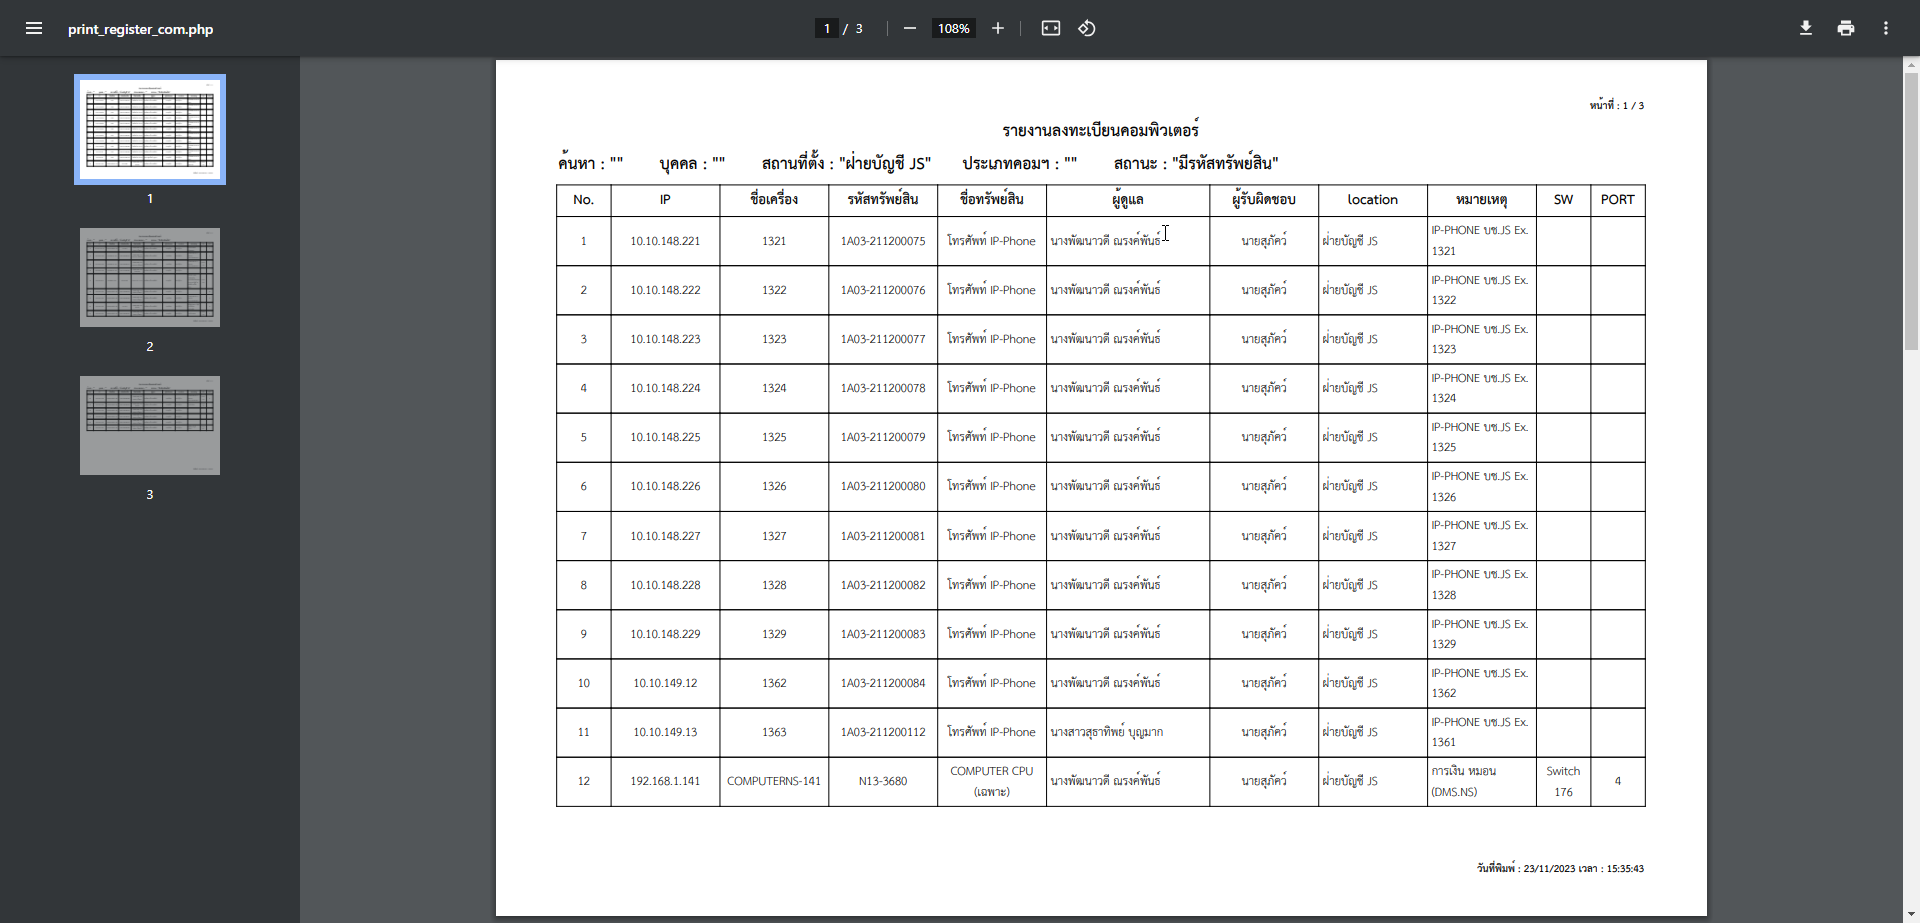 print_register_com.php
1 / 3
108%
1
2
3
หน้าที่ : 1 / 3
รายงานลงทะเบียนคอมพิวเตอร์
ค้นหา : "" บุคคล : "" สถานที่ตั้ง : "ฝ่ายบัญชี JS" ประเภทคอมฯ : "" สถานะ : "มีรหัสทรัพย์สิน"
No. IP ชื่อเครื่อง รหัสทรัพย์สิน ชื่อทรัพย์สิน ผู้ดูแล ผู้รับผิดชอบ location หมายเหตุ SW PORT
1 10.10.148.221 1321 1A03-211200075 โทรศัพท์ IP-Phone นางพัฒนาวดี ณรงค์พันธ์ นายสุภัคว์ ฝ่ายบัญชี JS IP-PHONE บช.JS Ex.
1321
2 10.10.148.222 1322 1A03-211200076 โทรศัพท์ IP-Phone นางพัฒนาวดี ณรงค์พันธ์ นายสุภัคว์ ฝ่ายบัญชี JS IP-PHONE บช.JS Ex.
1322
3 10.10.148.223 1323 1A03-211200077 โทรศัพท์ IP-Phone นางพัฒนาวดี ณรงค์พันธ์ นายสุภัคว์ ฝ่ายบัญชี JS IP-PHONE บช.JS Ex.
1323
4 10.10.148.224 1324 1A03-211200078 โทรศัพท์ IP-Phone นางพัฒนาวดี ณรงค์พันธ์ นายสุภัคว์ ฝ่ายบัญชี JS IP-PHONE บช.JS Ex.
1324
5 10.10.148.225 1325 1A03-211200079 โทรศัพท์ IP-Phone นางพัฒนาวดี ณรงค์พันธ์ นายสุภัคว์ ฝ่ายบัญชี JS IP-PHONE บช.JS Ex.
1325
6 10.10.148.226 1326 1A03-211200080 โทรศัพท์ IP-Phone นางพัฒนาวดี ณรงค์พันธ์ นายสุภัคว์ ฝ่ายบัญชี JS IP-PHONE บช.JS Ex.
1326
7 10.10.148.227 1327 1A03-211200081 โทรศัพท์ IP-Phone นางพัฒนาวดี ณรงค์พันธ์ นายสุภัคว์ ฝ่ายบัญชี JS IP-PHONE บช.JS Ex.
1327
8 10.10.148.228 1328 1A03-211200082 โทรศัพท์ IP-Phone นางพัฒนาวดี ณรงค์พันธ์ นายสุภัคว์ ฝ่ายบัญชี JS IP-PHONE บช.JS Ex.
1328
9 10.10.148.229 1329 1A03-211200083 โทรศัพท์ IP-Phone นางพัฒนาวดี ณรงค์พันธ์ นายสุภัคว์ ฝ่ายบัญชี JS IP-PHONE บช.JS Ex.
1329
10 10.10.149.12 1362 1A03-211200084 โทรศัพท์ IP-Phone นางพัฒนาวดี ณรงค์พันธ์ นายสุภัคว์ ฝ่ายบัญชี JS IP-PHONE บช.JS Ex.
1362
11 10.10.149.13 1363 1A03-211200112 โทรศัพท์ IP-Phone นางสาวสุธาทิพย์ บุญมาก นายสุภัคว์ ฝ่ายบัญชี JS IP-PHONE บช.JS Ex.
1361
12 192.168.1.141 COMPUTERNS-141 N13-3680 COMPUTER CPU (เฉพาะ) นางพัฒนาวดี ณรงค์พันธ์ นายสุภัคว์ ฝ่ายบัญชี JS การเงิน หมอน (DMS.NS) Switch 176 4
วันที่พิมพ์ : 23/11/2023 เวลา : 15:35:43